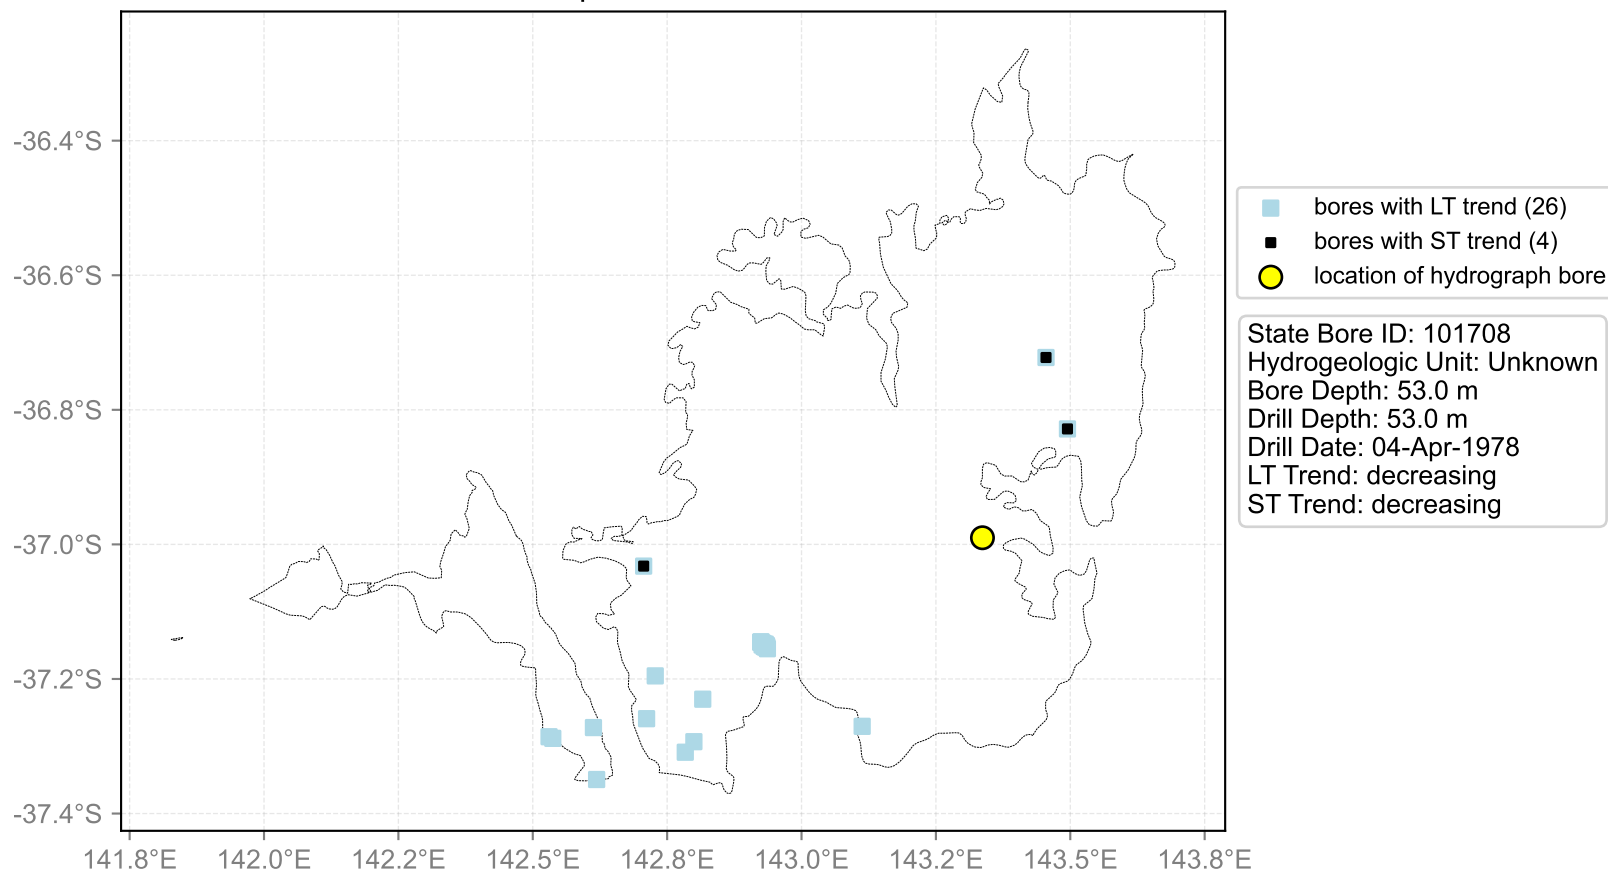 -36.4°S
-36.6°S
-36.8°S
-37.0°S
-37.2°S
-37.4°S
141.8°E 142.0°E 142.2°E 142.5°E 142.8°E 143.0°E 143.2°E 143.5°E 143.8°E
bores with LT trend (26)
bores with ST trend (4)
location of hydrograph bore
State Bore ID: 101708
Hydrogeologic Unit: Unknown
Bore Depth: 53.0 m
Drill Depth: 53.0 m
Drill Date: 04-Apr-1978
LT Trend: decreasing
ST Trend: decreasing